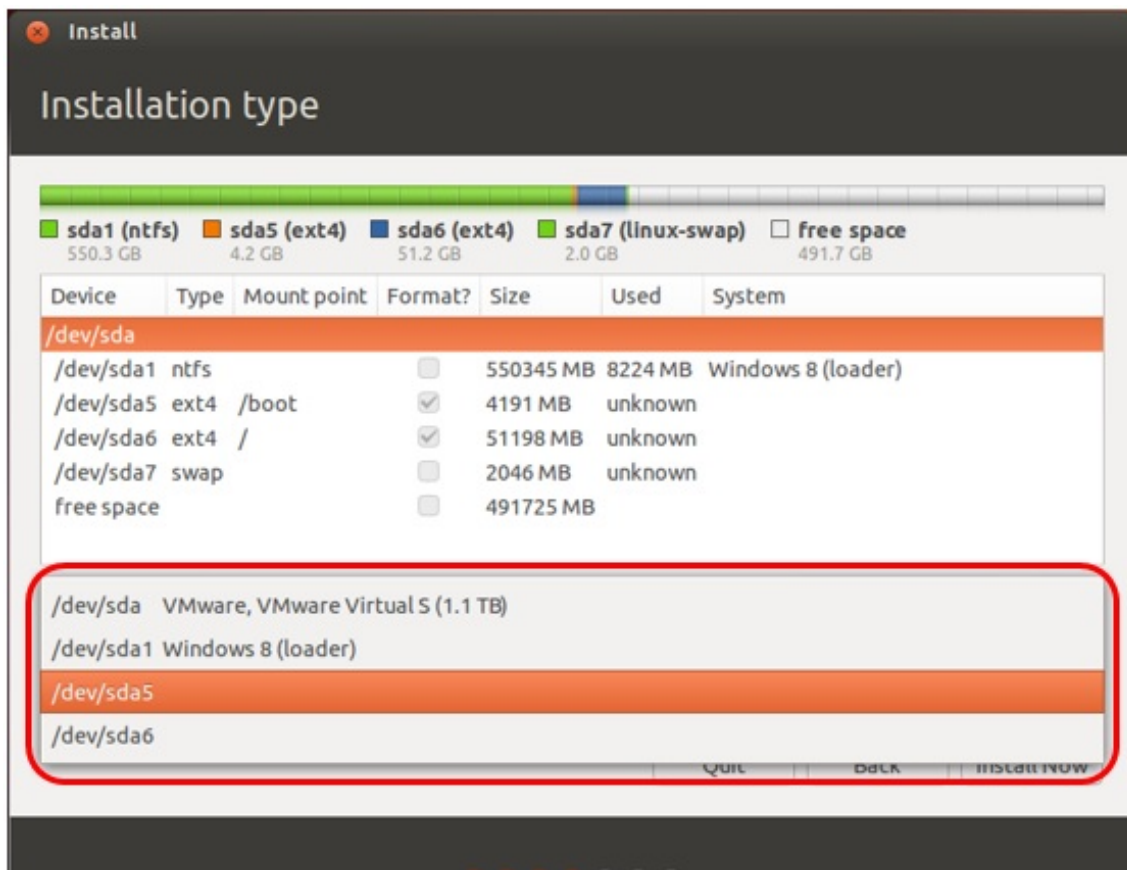 Install
Installation type
sda1 (ntfs) sda5 (ext4) sda6 (ext4) sda7 (linux-swap) free space
550.3 GB 4.2 GB 51.2 GB 2.0 GB 491.7 GB
Device Type Mount point Format? Size Used System
/dev/sda
/dev/sda1 ntfs 550345 MB 8224 MB Windows 8 (loader)
/dev/sda5 ext4 /boot 4191 MB unknown
/dev/sda6 ext4 / 51198 MB unknown
/dev/sda7 swap 2046 MB unknown
free space 491725 MB
/dev/sda VMware, VMware Virtual S (1.1 TB)
/dev/sda1 Windows 8 (loader)
/dev/sda5
/dev/sda6
Quit Back Install Now